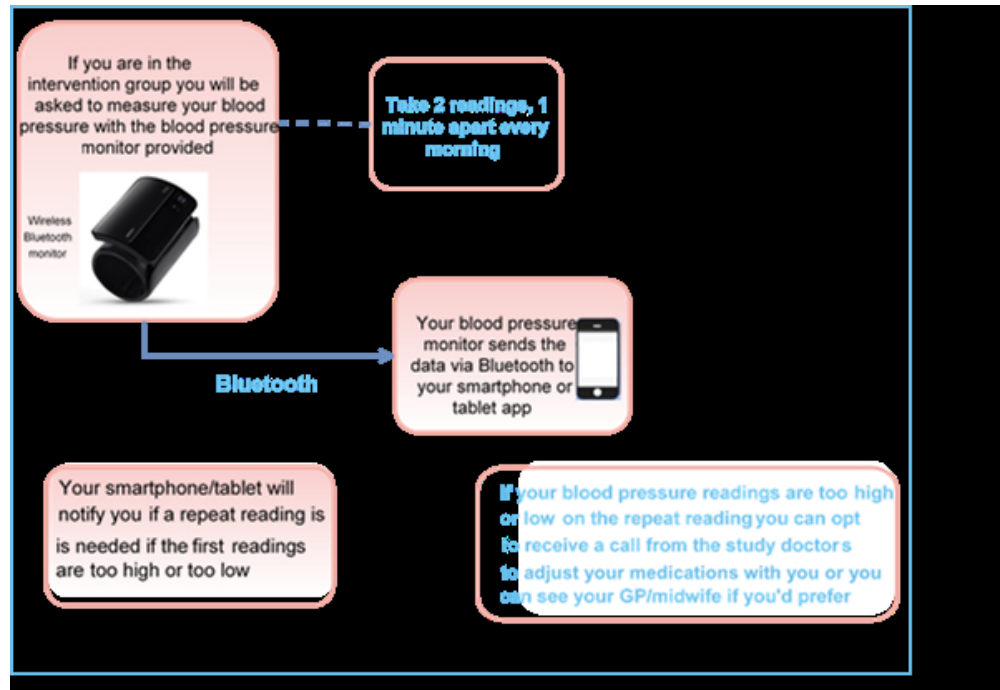 If you are in the
intervention group you will be
asked to measure your blood
pressure with the blood pressure
monitor provided
Wireless
Bluetooth
monitor
Take 2 readings, 1
minute apart every
morning
Bluetooth
Your blood pressure
monitor sends the
data via Bluetooth to
your smartphone or
tablet app
Your smartphone/tablet will
notify you if a repeat reading is
is needed if the first readings
are too high or too low
If your blood pressure readings are too high
or low on the repeat reading you can opt
to receive a call from the study doctors
to adjust your medications with you or you
can see your GP/midwife if you'd prefer